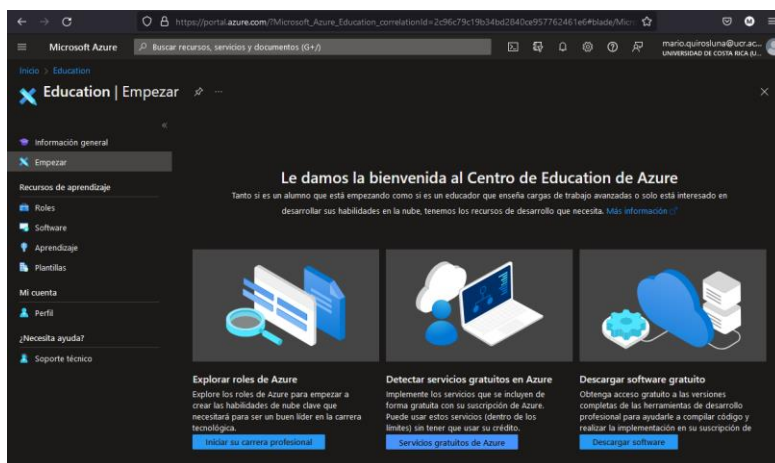 https://portal.azure.com/?Microsoft_Azure_Education_correlationId=2c96c79c19b34bd2840ce957762461e6#blade/Micr
Microsoft Azure
Buscar recursos, servicios y documentos (G+/)
mario.quirosluna@ucr.ac...
UNIVERSIDAD DE COSTA RICA (U...
Inicio > Education
Education | Empezar
Información general
Empezar
Recursos de aprendizaje
Roles
Software
Aprendizaje
Plantillas
Mi cuenta
Perfil
¿Necesita ayuda?
Soporte técnico
Le damos la bienvenida al Centro de Education de Azure
Tanto si es un alumno que está empezando como si es un educador que enseña cargas de trabajo avanzadas o solo está interesado en
desarrollar sus habilidades en la nube, tenemos los recursos de desarrollo que necesita. Más información
Explorar roles de Azure
Explore los roles de Azure para empezar a
crear las habilidades de nube clave que
necesitará para ser un buen líder en la carrera
tecnológica.
Iniciar su carrera profesional
Detectar servicios gratuitos en Azure
Implemente los servicios que se incluyen de
forma gratuita con su suscripción de Azure.
Puede usar estos servicios (dentro de los
límites) sin tener que usar su crédito.
Servicios gratuitos de Azure
Descargar software gratuito
Obtenga acceso gratuito a las versiones
completas de las herramientas de desarrollo
profesional para ayudarle a compilar código y
realizar la implementación en su suscripción de
Descargar software